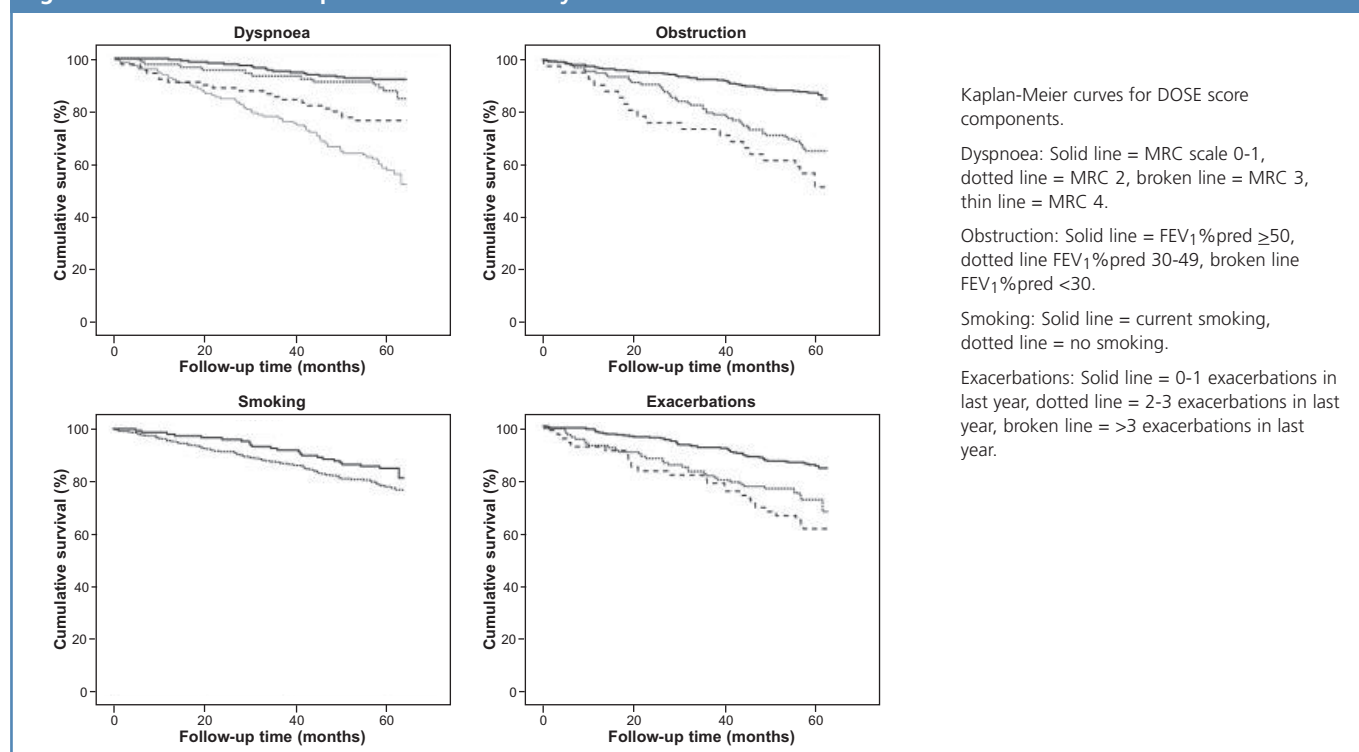 Dyspnoea
Cumulative survival (%)
100
80
60
40
20
0
0 20 40 60
Follow-up time (months)
Obstruction
Cumulative survival (%)
100
80
60
40
20
0
0 20 40 60
Follow-up time (months)
Smoking
Cumulative survival (%)
100
80
60
40
20
0
0 20 40 60
Follow-up time (months)
Exacerbations
Cumulative survival (%)
100
80
60
40
20
0
0 20 40 60
Follow-up time (months)
Kaplan-Meier curves for DOSE score
components.
Dyspnoea: Solid line = MRC scale 0-1,
dotted line = MRC 2, broken line = MRC 3,
thin line = MRC 4.
Obstruction: Solid line = FEV1%pred ≥50,
dotted line FEV1%pred 30-49, broken line
FEV1%pred <30.
Smoking: Solid line = current smoking,
dotted line = no smoking.
Exacerbations: Solid line = 0-1 exacerbations in
last year, dotted line = 2-3 exacerbations in last
year, broken line = >3 exacerbations in last
year.